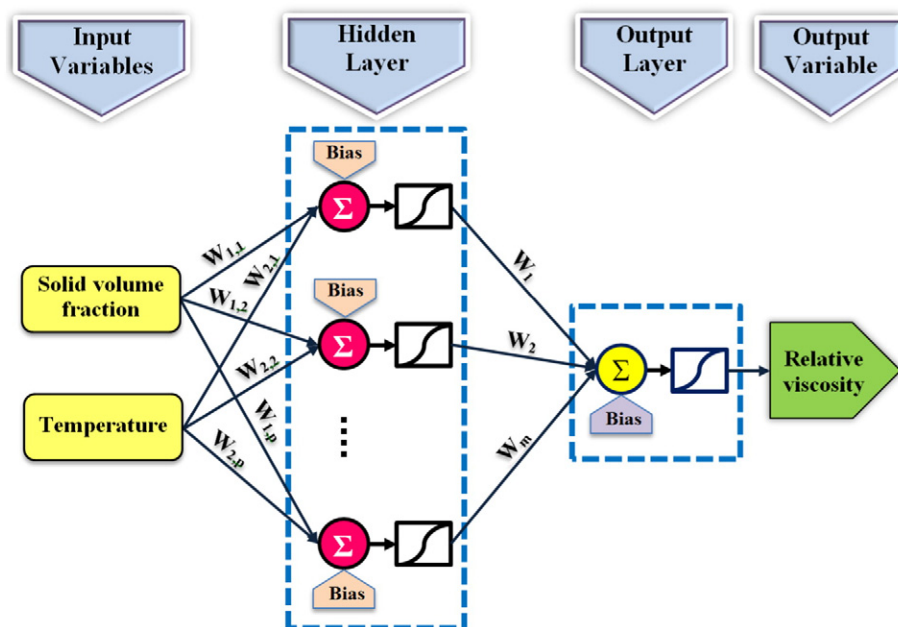 Input
Variables
Hidden
Layer
Output
Layer
Output
Variable
Bias
Σ
W1,1
W2,1
Solid volume
fraction
W1,2
Bias
Σ
W2,2
W1
W2
Σ
Bias
Relative
viscosity
Temperature
W1,p
W2,p
Wm
Σ
Bias